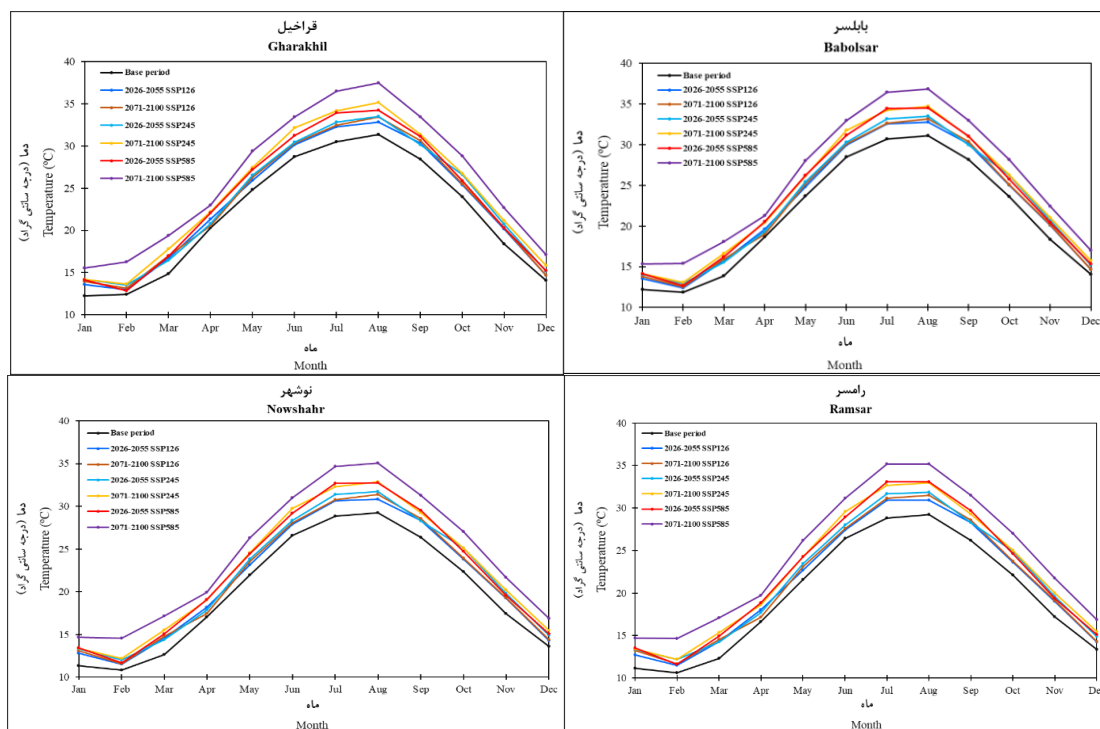 قراخیل
Gharakhil
40
35
30
25
20
15
10
Base period
2026-2055 SSP126
2071-2100 SSP126
2026-2055 SSP245
2071-2100 SSP245
2026-2055 SSP585
2071-2100 SSP585
دما (درجه سانتی گراد)
Temperature (°C)
Jan Feb Mar Apr May Jun Jul Aug Sep Oct Nov Dec
ماه
Month
بابلسر
Babolsar
40
35
30
25
20
15
10
Base period
2026-2055 SSP126
2071-2100 SSP126
2026-2055 SSP245
2071-2100 SSP245
2026-2055 SSP585
2071-2100 SSP585
دما (درجه سانتی گراد)
Temperature (°C)
Jan Feb Mar Apr May Jun Jul Aug Sep Oct Nov Dec
ماه
Month
نوشهر
Nowshahr
40
35
30
25
20
15
10
Base period
2026-2055 SSP126
2071-2100 SSP126
2026-2055 SSP245
2071-2100 SSP245
2026-2055 SSP585
2071-2100 SSP585
دما (درجه سانتی گراد)
Temperature (°C)
Jan Feb Mar Apr May Jun Jul Aug Sep Oct Nov Dec
ماه
Month
رامسر
Ramsar
40
35
30
25
20
15
10
Base period
2026-2055 SSP126
2071-2100 SSP126
2026-2055 SSP245
2071-2100 SSP245
2026-2055 SSP585
2071-2100 SSP585
دما (درجه سانتی گراد)
Temperature (°C)
Jan Feb Mar Apr May Jun Jul Aug Sep Oct Nov Dec
ماه
Month